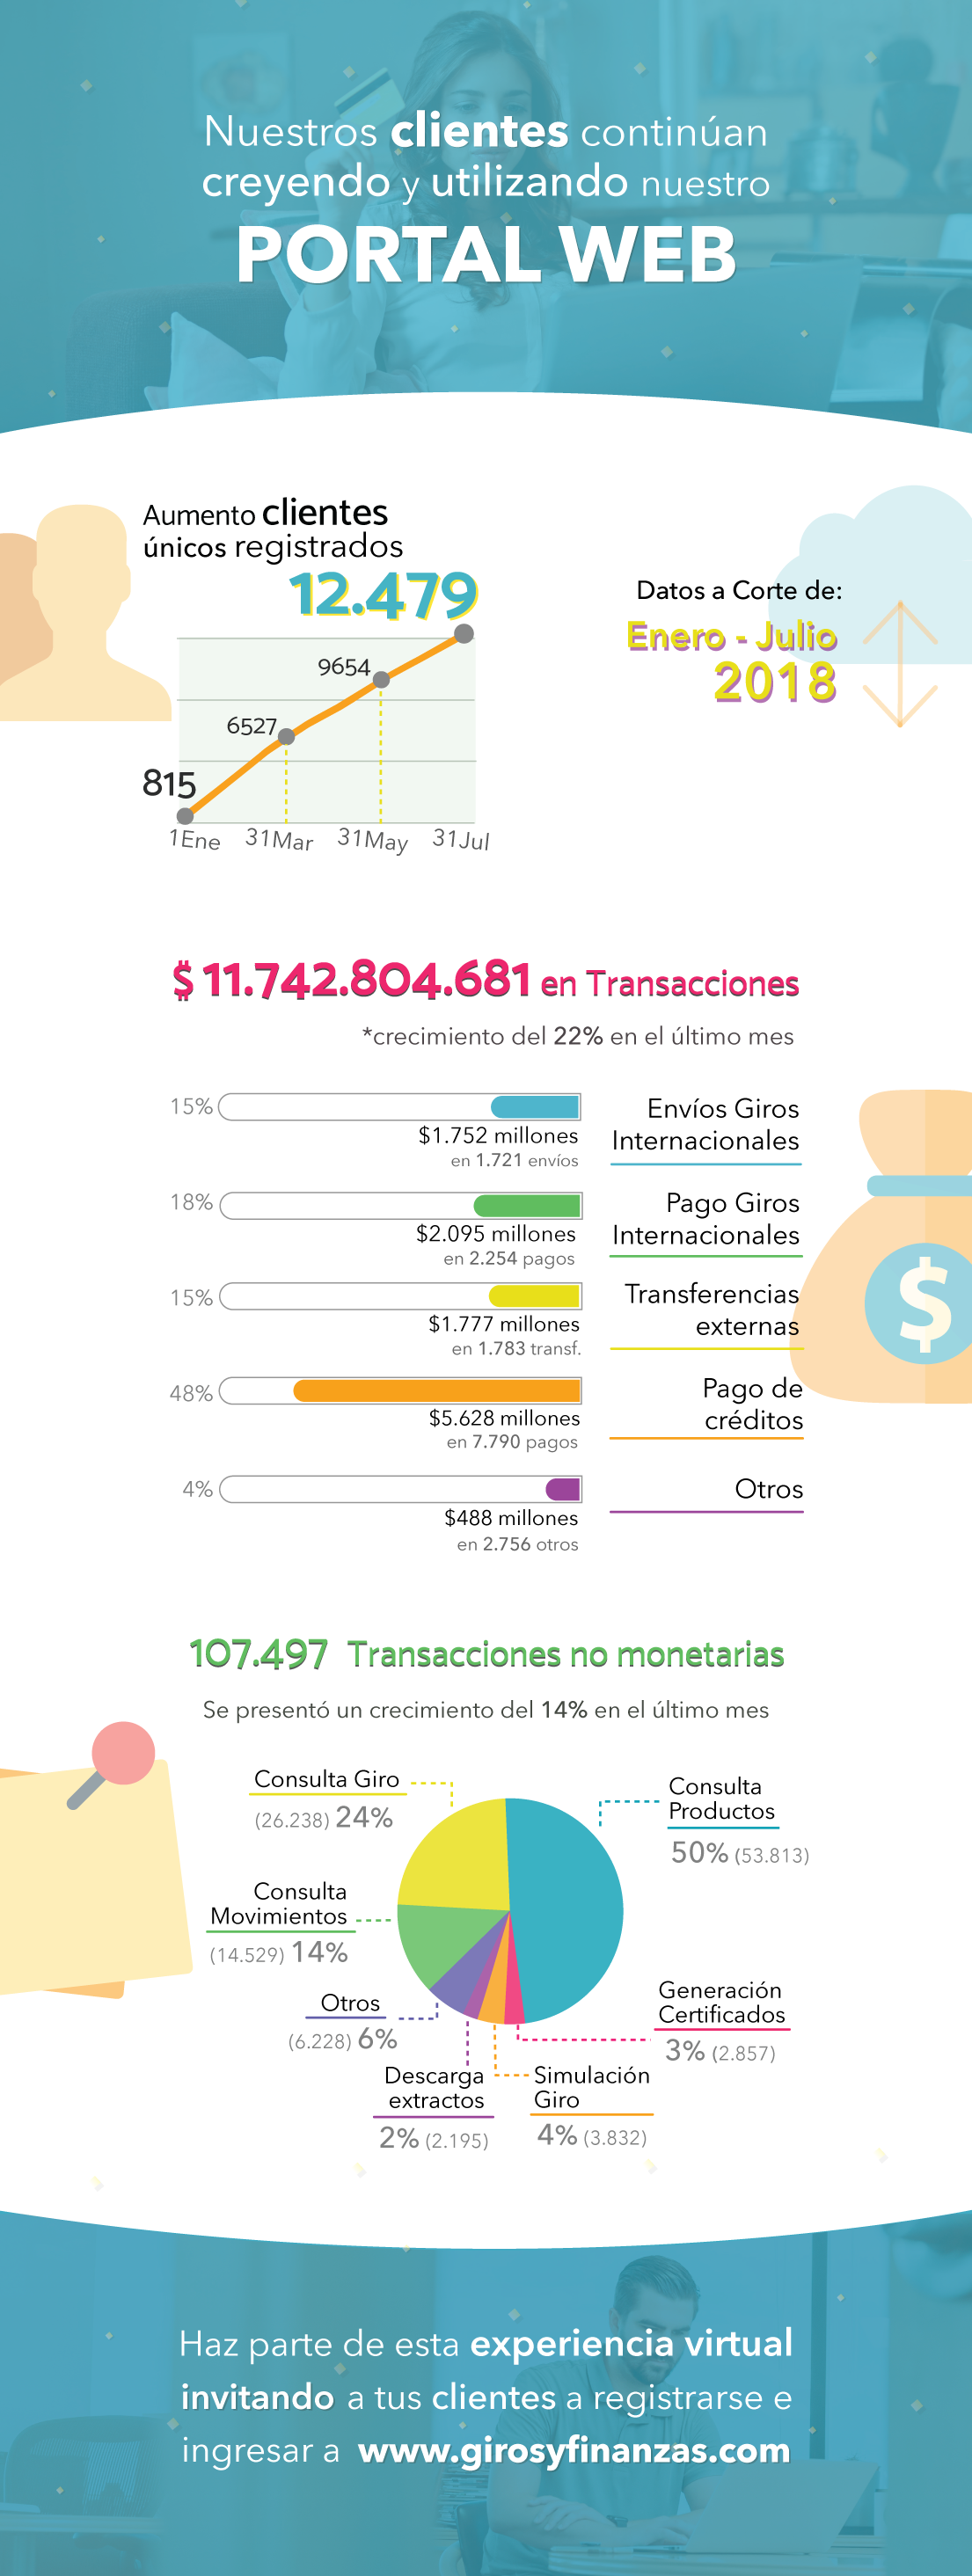 Nuestros clientes continúan
creyendo y utilizando nuestro
PORTAL WEB
Aumento clientes
únicos registrados
12.479
9654
6527
815
1Ene 31Mar 31May 31Jul
Datos a Corte de:
Enero - Julio
2018
$ 11.742.804.681 en Transacciones
*crecimiento del 22% en el último mes
15%
$1.752 millones
en 1.721 envíos
Envíos Giros
Internacionales
18%
$2.095 millones
en 2.254 pagos
Pago Giros
Internacionales
15%
$1.777 millones
en 1.783 transf.
Transferencias
externas
48%
$5.628 millones
en 7.790 pagos
Pago de
créditos
4%
$488 millones
en 2.756 otros
Otros
$
107.497 Transacciones no monetarias
Se presentó un crecimiento del 14% en el último mes
Consulta Giro
(26.238) 24%
Consulta
Productos
50% (53.813)
Consulta
Movimientos
(14.529) 14%
Otros
(6.228) 6%
Generación
Certificados
3% (2.857)
Descarga
extractos
2% (2.195)
Simulación
Giro
4% (3.832)
Haz parte de esta experiencia virtual
invitando a tus clientes a registrarse e
ingresar a www.girosyfinanzas.com